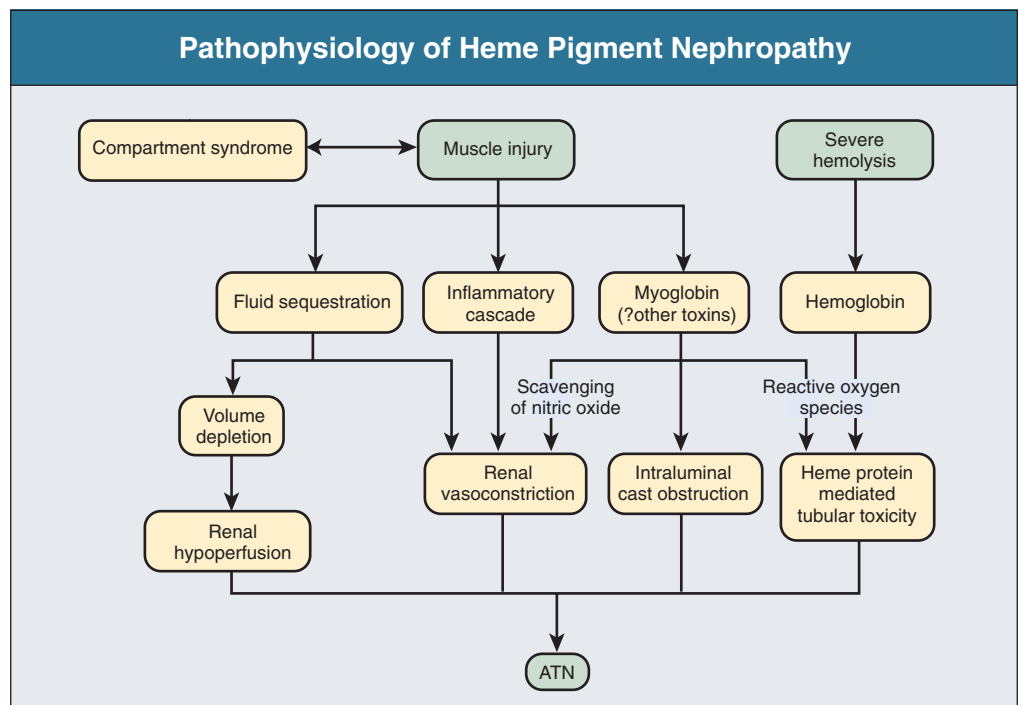 Pathophysiology of Heme Pigment Nephropathy
Compartment syndrome
Muscle injury
Severe
hemolysis
Fluid sequestration
Inflammatory
cascade
Myoglobin
(?other toxins)
Hemoglobin
Scavenging
of nitric oxide
Reactive oxygen
species
Volume
depletion
Renal
vasoconstriction
Intraluminal
cast obstruction
Heme protein
mediated
tubular toxicity
Renal
hypoperfusion
ATN